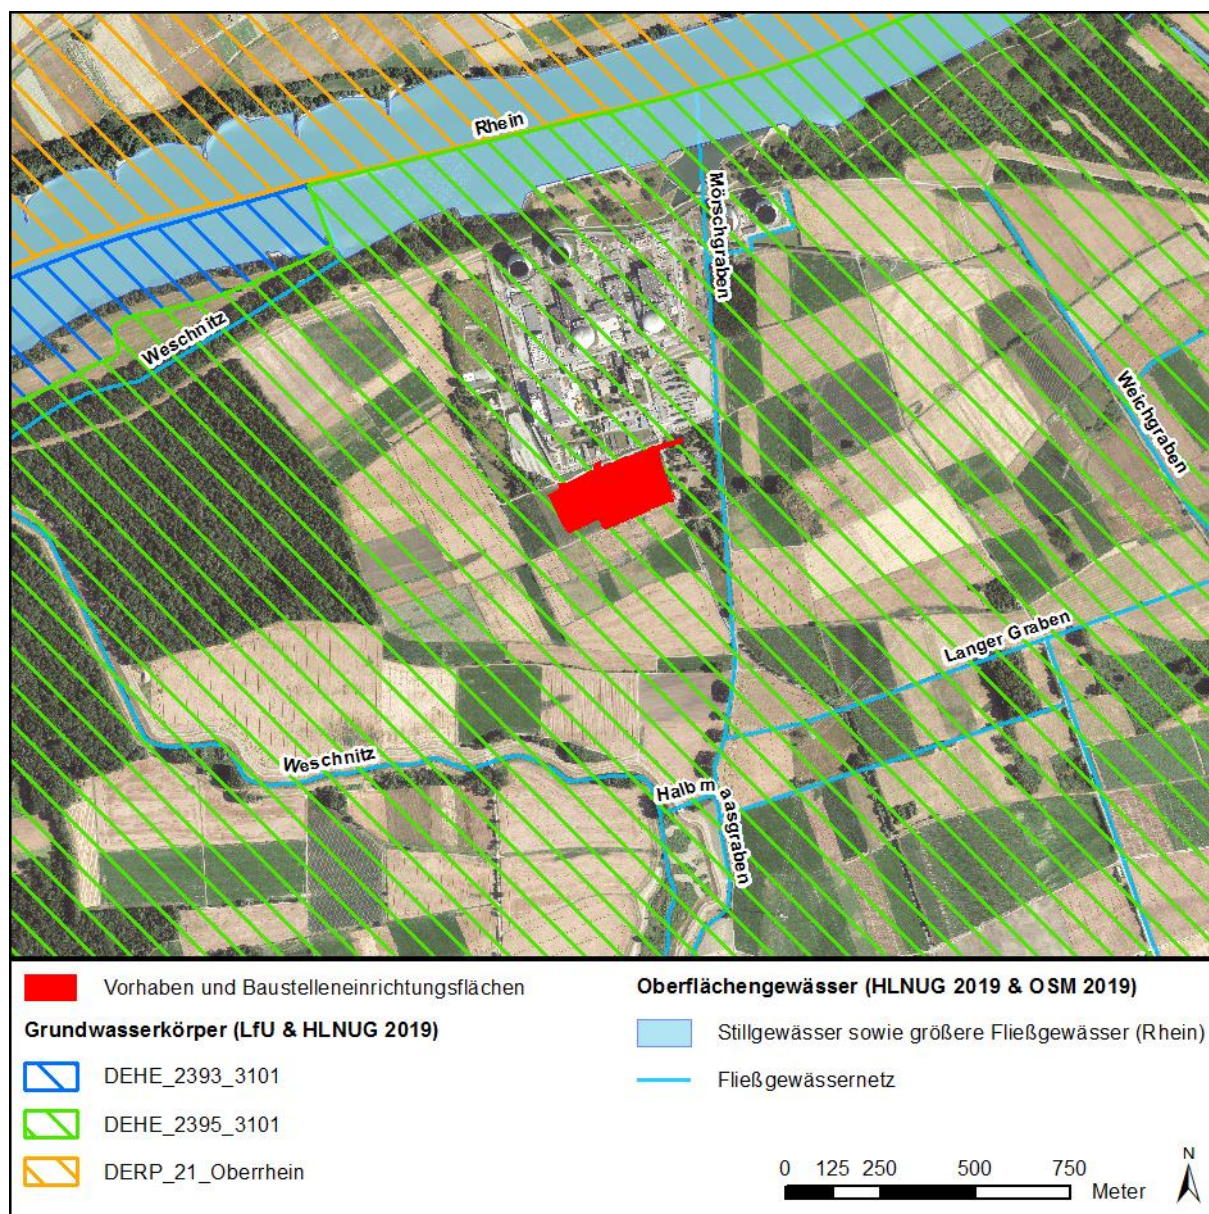 Rhein
Mörschgraben
Weschnitz
Weichgraben
Langer Graben
Weschnitz
Halbmaasgraben
Vorhaben und Baustelleneinrichtungsflächen
Grundwasserkörper (LfU & HLNUG 2019)
DEHE_2393_3101
DEHE_2395_3101
DERP_21_Oberrhein
Oberflächengewässer (HLNUG 2019 & OSM 2019)
Stillgewässer sowie größere Fließgewässer (Rhein)
Fließgewässernetz
0 125 250 500 750
Meter
N